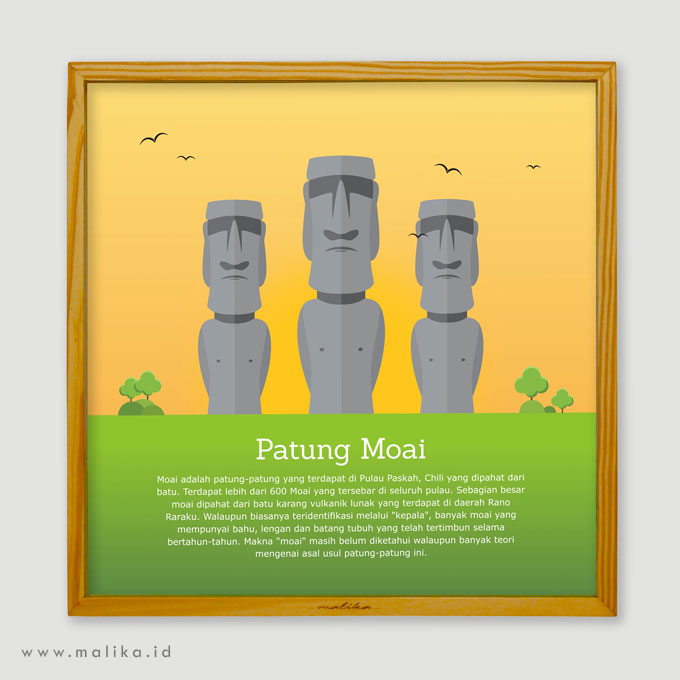 Patung Moai
Moai adalah patung-patung yang terdapat di Pulau Paskah, Chili yang dipahat dari
batu. Terdapat lebih dari 600 Moai yang tersebar di seluruh pulau. Sebagian besar
moai dipahat dari batu karang vulkanik lunak yang terdapat di daerah Rano
Raraku. Walaupun biasanya teridentifikasi melalui "kepala", banyak moai yang
mempunyai bahu, lengan dan batang tubuh yang telah tertimbun selama
bertahun-tahun. Makna "moai" masih belum diketahui walaupun banyak teori
mengenai asal usul patung-patung ini.
malika
www.malika.id